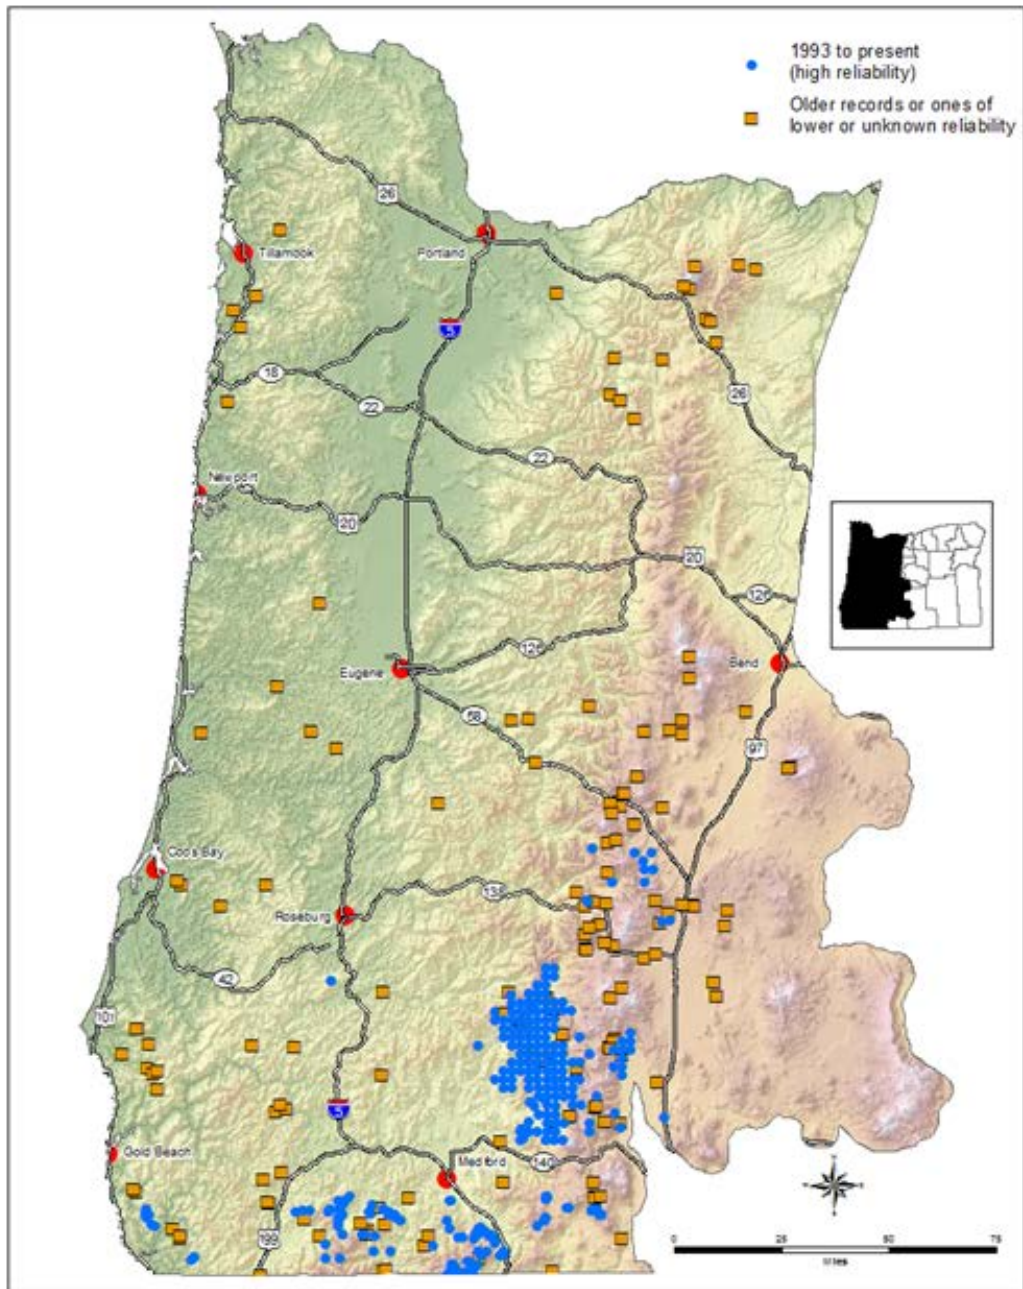 1993 to present
(high reliability)
Older records or ones of
lower or unknown reliability
26
Tillamook
Portland
5
18
22
26
22
Newport
20
20
126
126
Eugene
Bend
58
97
Coos Bay
138
Roseburg
42
101
5
Gold Beach
Medford
140
199
0
25
50
75
Miles